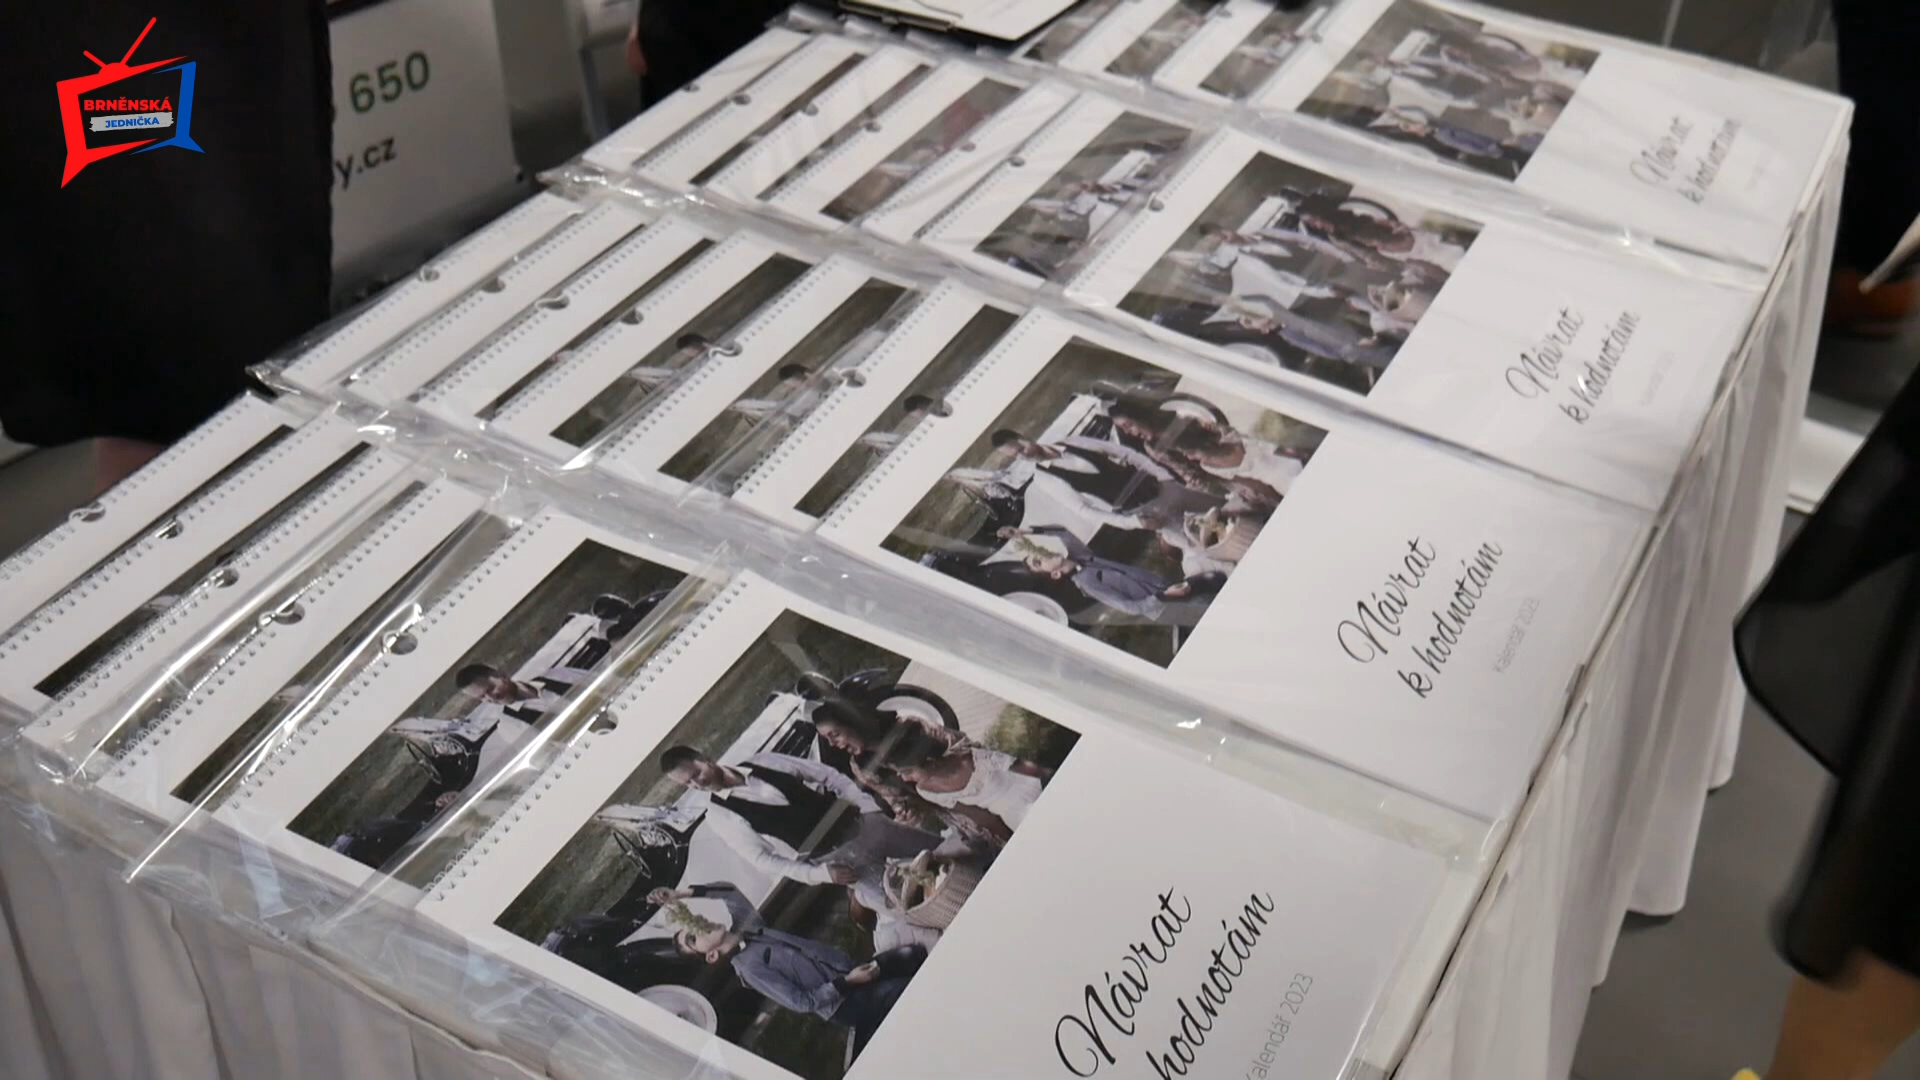 BRNĚNSKÁ
JEDNIČKA
650
y.cz
Návrat
k hodnotám
Návrat
k hodnotám
Návrat
k hodnotám
Kalendář 2023
Návrat
hodnotám
Kalendář 2023